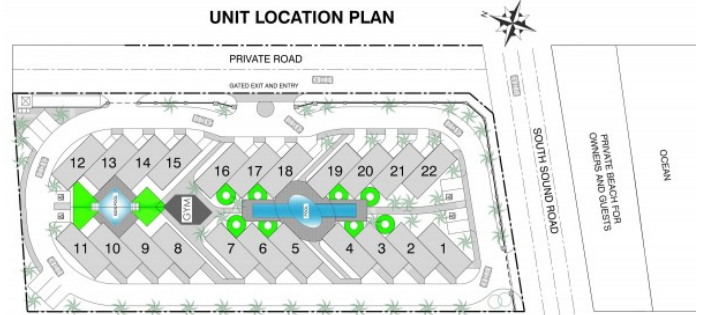 UNIT LOCATION PLAN
PRIVATE ROAD
GATED EXIT AND ENTRY
12 13 14 15
16 17 18
19 20 21 22
GYM
POOL
11 10 9 8
7 6 5
4 3 2 1
SOUTH SOUND ROAD
PRIVATE BEACH FOR
OWNERS AND GUESTS
OCEAN